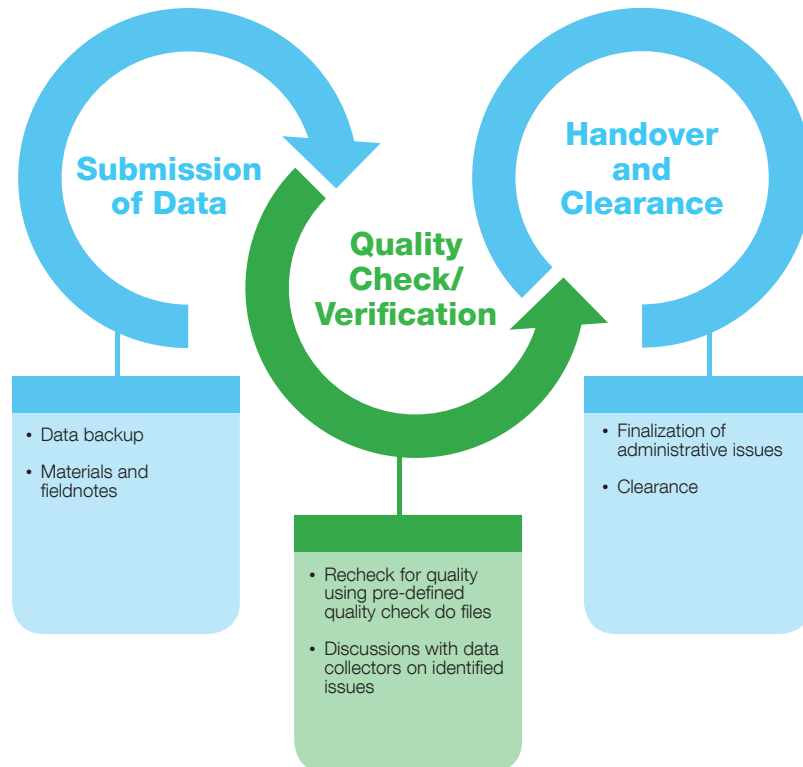 Submission
of Data
Quality
Check/
Verification
Handover
and
Clearance
• Data backup
• Materials and
fieldnotes
• Recheck for quality
using pre-defined
quality check do files
• Discussions with data
collectors on identified
issues
• Finalization of
administrative issues
• Clearance